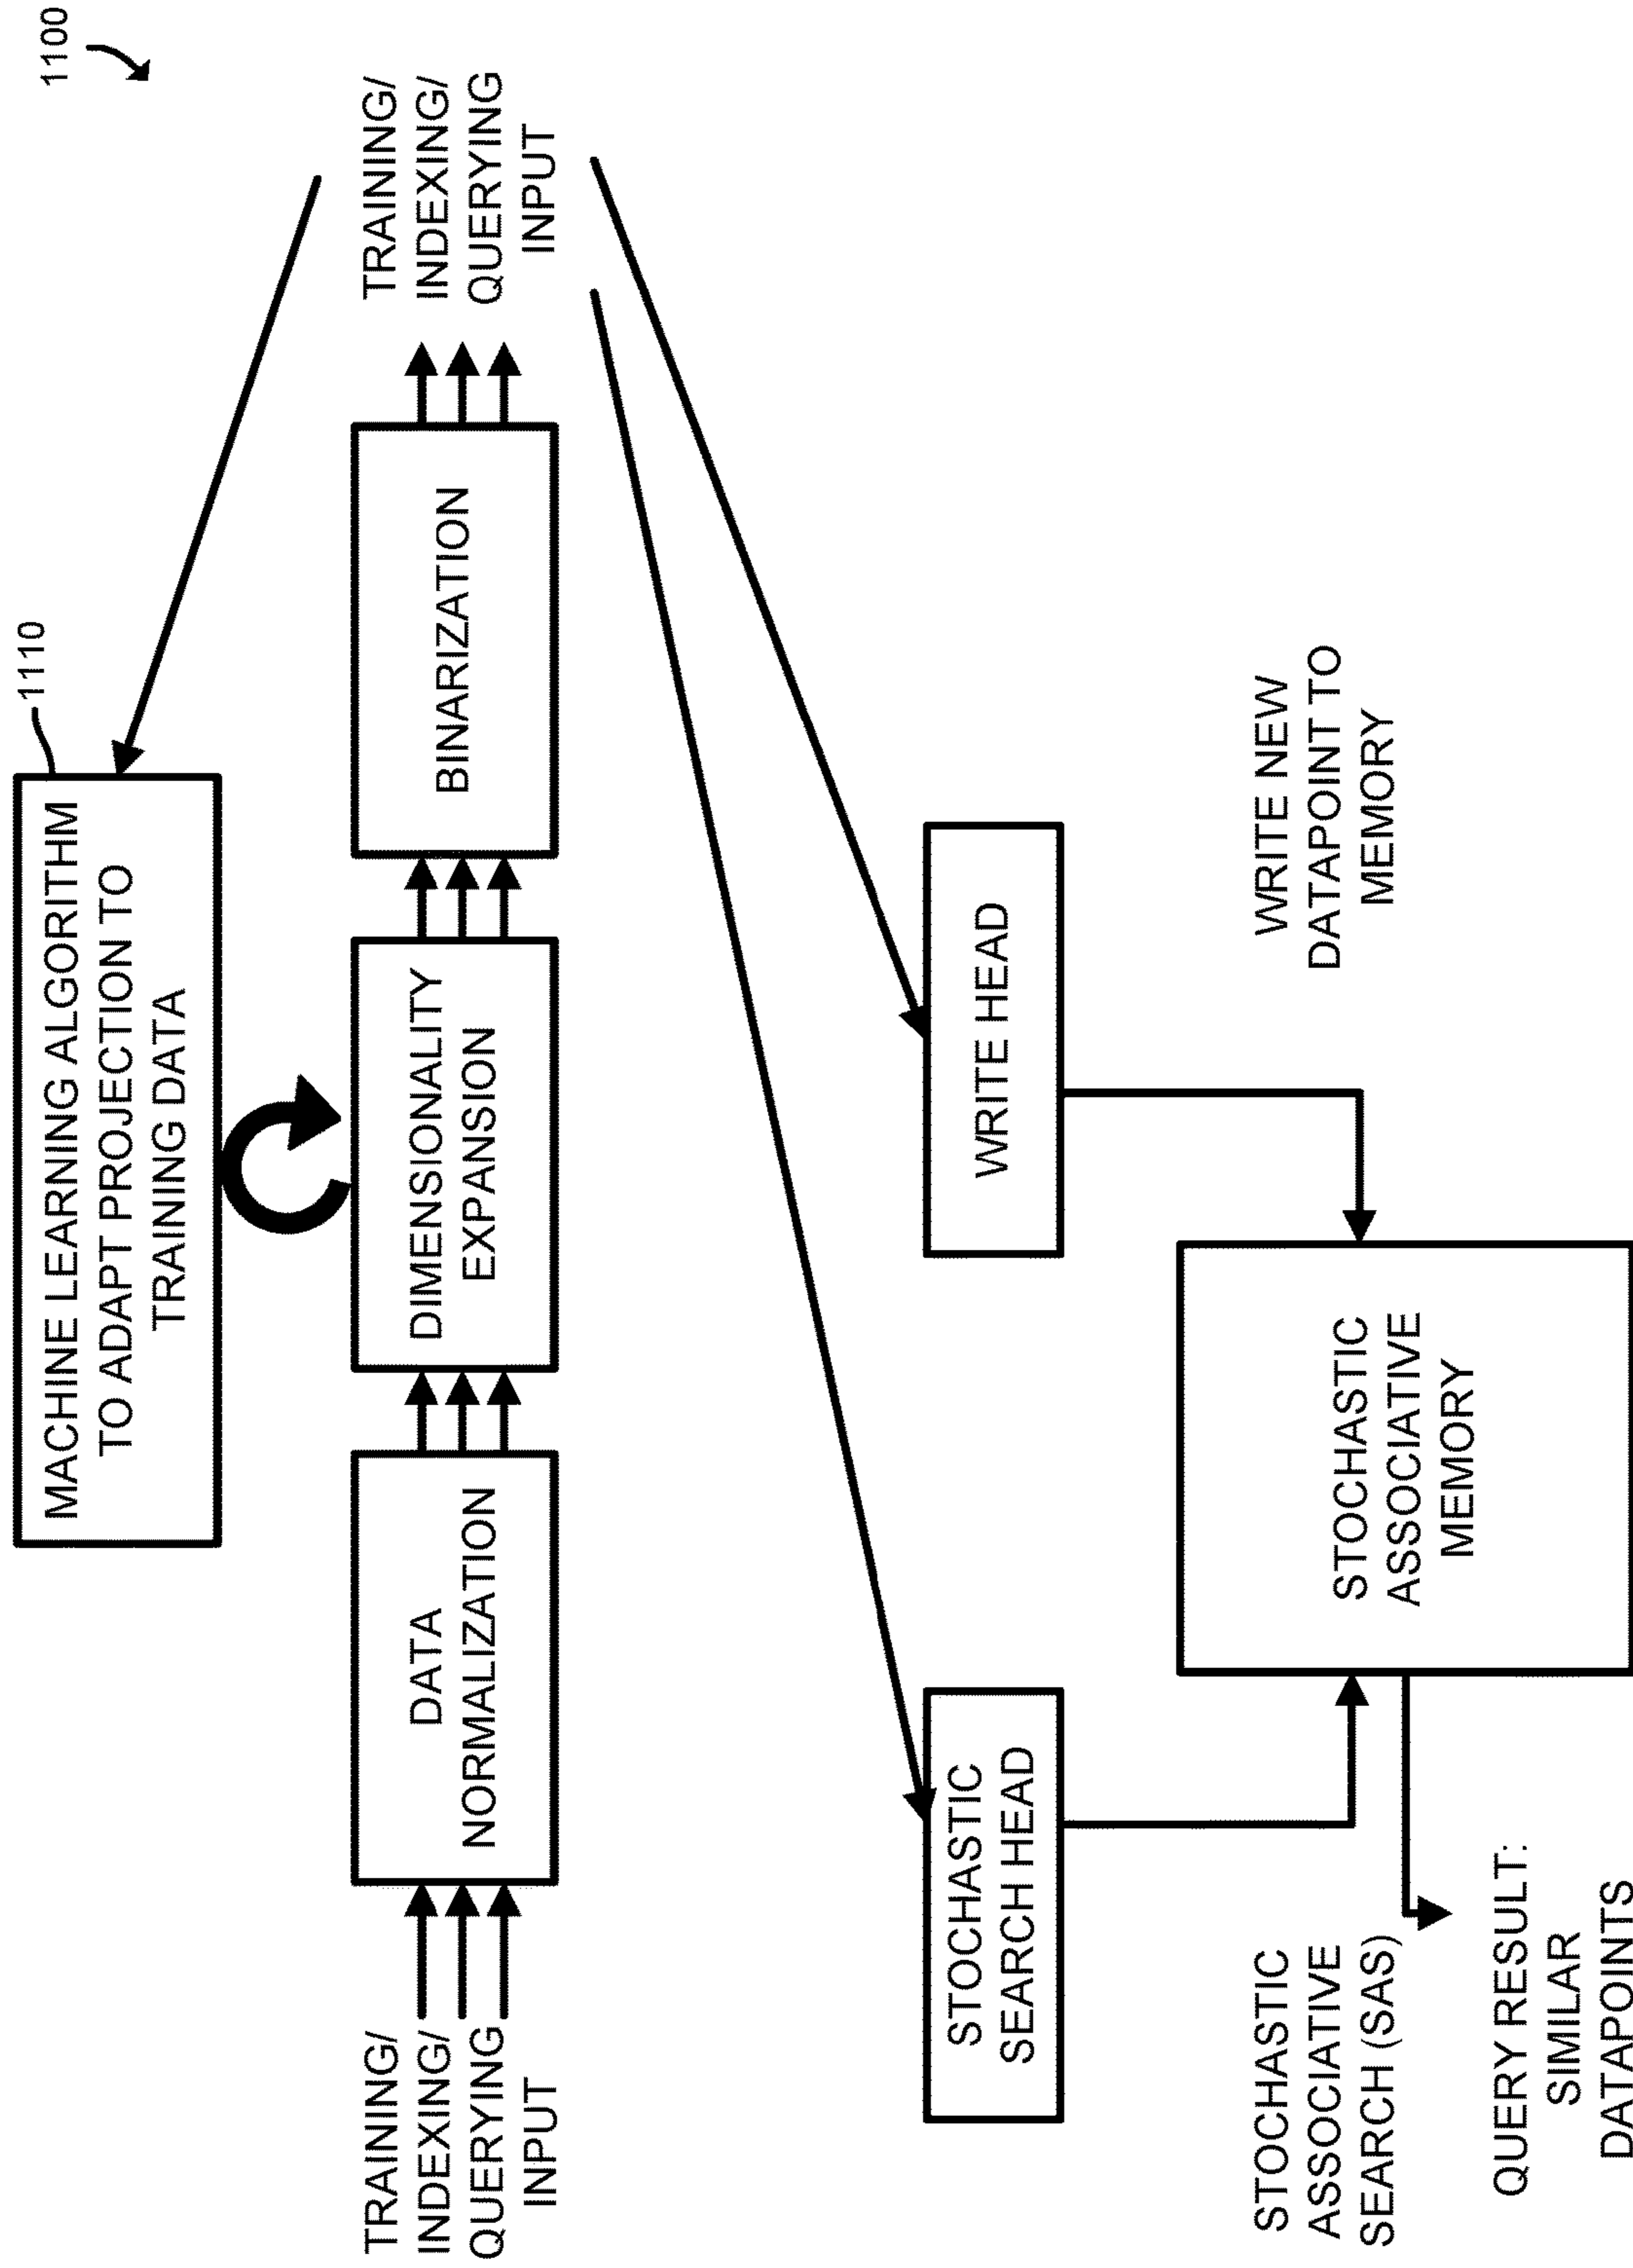 1100
MACHINE LEARNING ALGORITHM
TO ADAPT PROJECTION TO
TRAINING DATA
1110
TRAINING/
INDEXING/
QUERYING
INPUT
DATA
NORMALIZATION
DIMENSIONALITY
EXPANSION
BINARIZATION
TRAINING/
INDEXING/
QUERYING
INPUT
STOCHASTIC
SEARCH HEAD
WRITE HEAD
STOCHASTIC
ASSOCIATIVE
SEARCH (SAS)
STOCHASTIC
ASSOCIATIVE
MEMORY
WRITE NEW
DATAPOINT TO
MEMORY
QUERY RESULT:
SIMILAR
DATAPOINTS